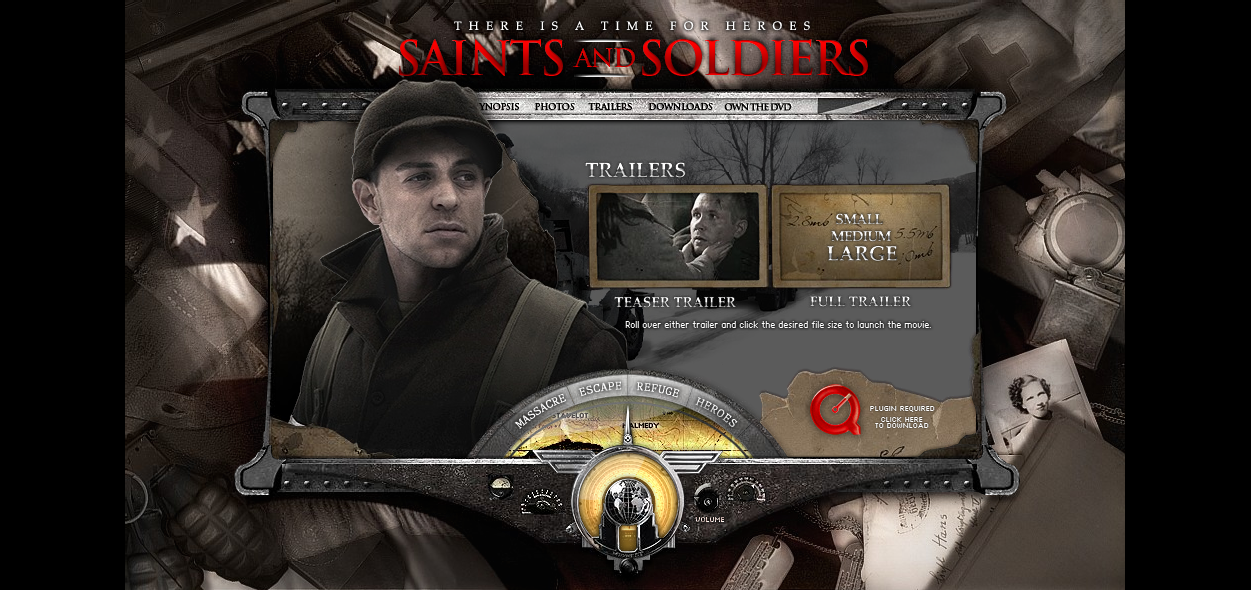 THERE IS A TIME FOR HEROES
SAINTS AND SOLDIERS
SYNOPSIS PHOTOS TRAILERS DOWNLOADS OWN THE DVD
TRAILERS
2.8mb SMALL
MEDIUM 5.5mb
LARGE
TEASER TRAILER FULL TRAILER
Roll over either trailer and click the desired file size to launch the movie.
MASSACRE ESCAPE REFUGE HEROES
PLUGIN REQUIRED
CLICK HERE
TO DOWNLOAD
VOLUME